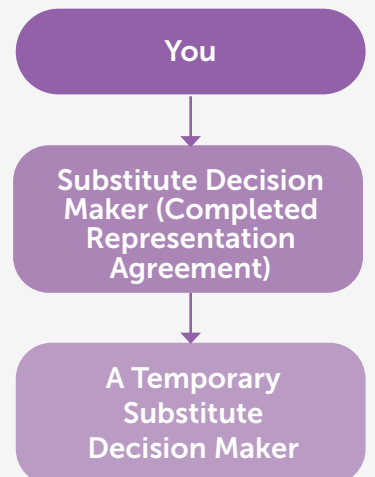 You
Substitute Decision
Maker (Completed
Representation
Agreement)
A Temporary
Substitute
Decision Maker